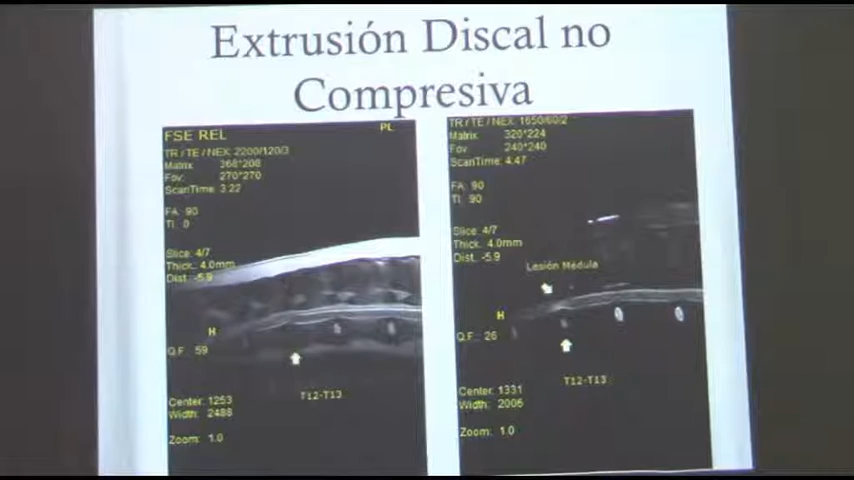 Extrusión Discal no
Compresiva
FSE REL
PL
TR / TE / NEX: 2200/120/3
Matrix: 268*208
Fov: 270*270
ScanTime 3.22
FA: 90
TI: 0
Slice: 4/7
Thick.: 4.0mm
Dist.: -5.9
H
Q.F.: 59
Center: 1253
Width: 2488
Zoom: 1.0
T12-T13
TR / TE / NEX: 1650/60/2
Matrix: 320*224
Fov: 240*240
ScanTime: 4.47
FA: 90
TI: 90
Slice: 4/7
Thick.: 4.0mm
Dist.: -5.9
Lesión Médula
H
Q.F.: 26
Center: 1331
Width: 2006
Zoom: 1.0
T12-T13